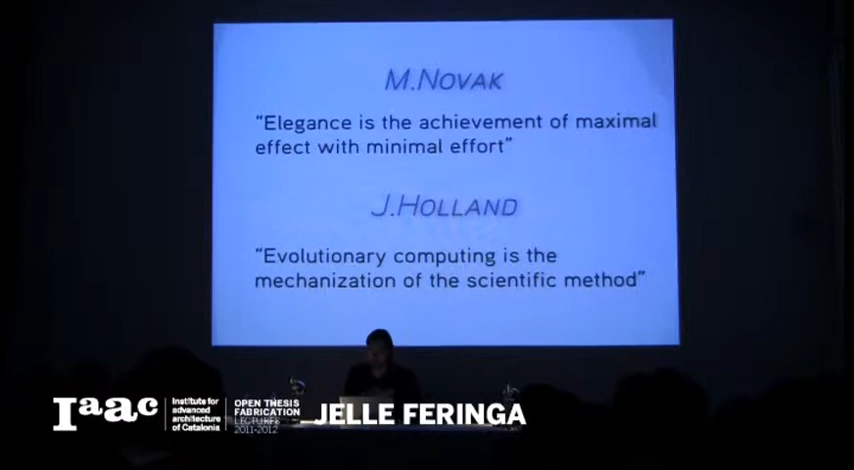 M.NOVAK
"Elegance is the achievement of maximal
effect with minimal effort"
J.HOLLAND
"Evolutionary computing is the
mechanization of the scientific method"
Iaac
Institute for
advanced
architecture
of Catalonia
OPEN THESIS
FABRICATION
LECTURES
2011-2012
JELLE FERINGA